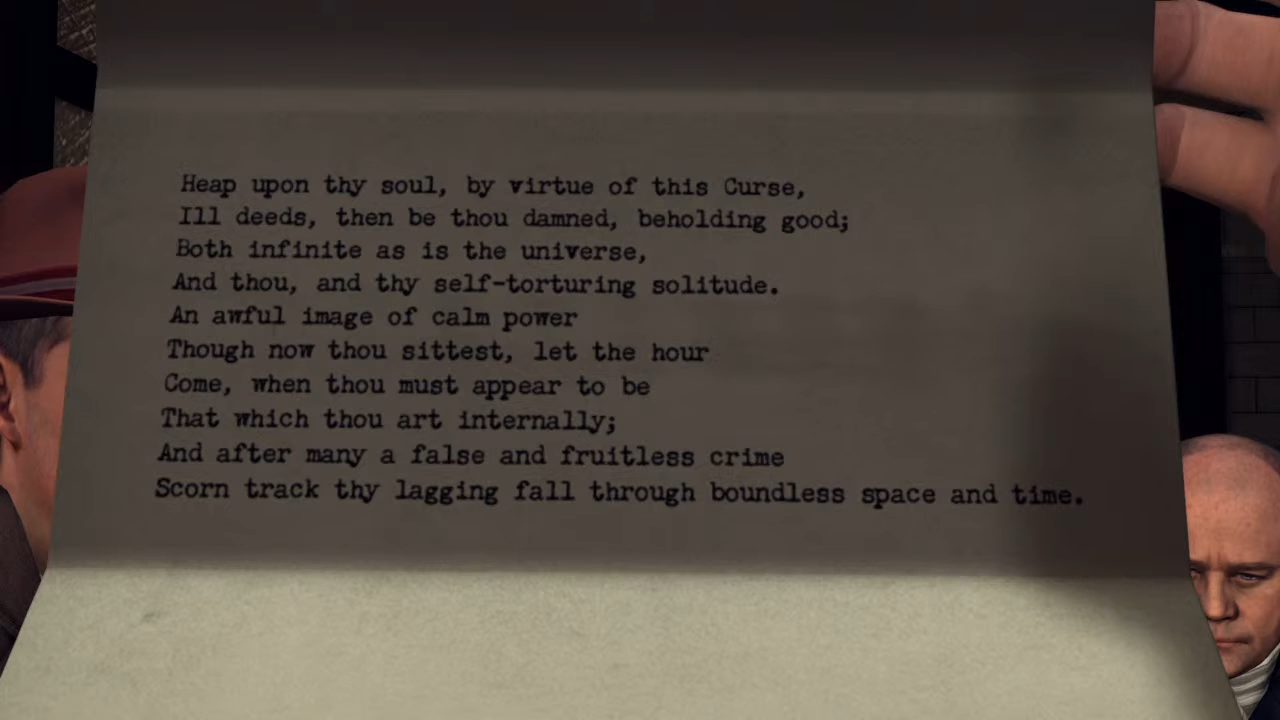 Heap upon thy soul, by virtue of this Curse,
Ill deeds, then be thou damned, beholding good;
Both infinite as is the universe,
And thou, and thy self-torturing solitude.
An awful image of calm power
Though now thou sittest, let the hour
Come, when thou must appear to be
That which thou art internally;
And after many a false and fruitless crime
Scorn track thy lagging fall through boundless space and time.